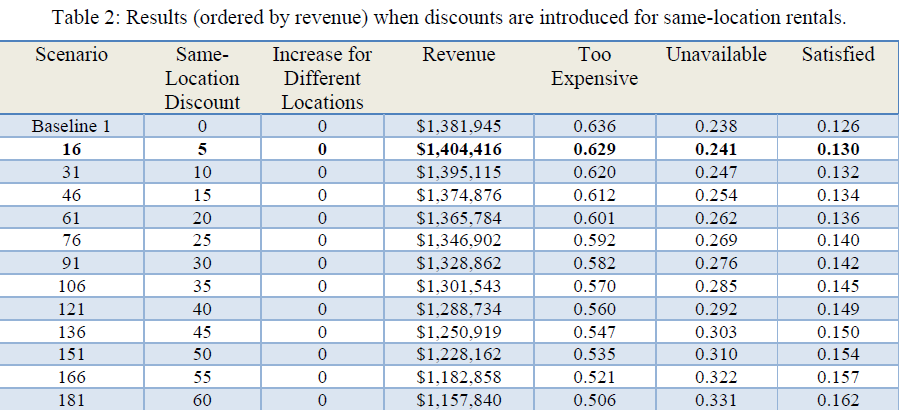 Table 2: Results (ordered by revenue) when discounts are introduced for same-location rentals.
Scenario Same-Location Discount Increase for Different Locations Revenue Too Expensive Unavailable Satisfied
Baseline 1 0 0 $1,381,945 0.636 0.238 0.126
16 5 0 $1,404,416 0.629 0.241 0.130
31 10 0 $1,395,115 0.620 0.247 0.132
46 15 0 $1,374,876 0.612 0.254 0.134
61 20 0 $1,365,784 0.601 0.262 0.136
76 25 0 $1,346,902 0.592 0.269 0.140
91 30 0 $1,328,862 0.582 0.276 0.142
106 35 0 $1,301,543 0.570 0.285 0.145
121 40 0 $1,288,734 0.560 0.292 0.149
136 45 0 $1,250,919 0.547 0.303 0.150
151 50 0 $1,228,162 0.535 0.310 0.154
166 55 0 $1,182,858 0.521 0.322 0.157
181 60 0 $1,157,840 0.506 0.331 0.162